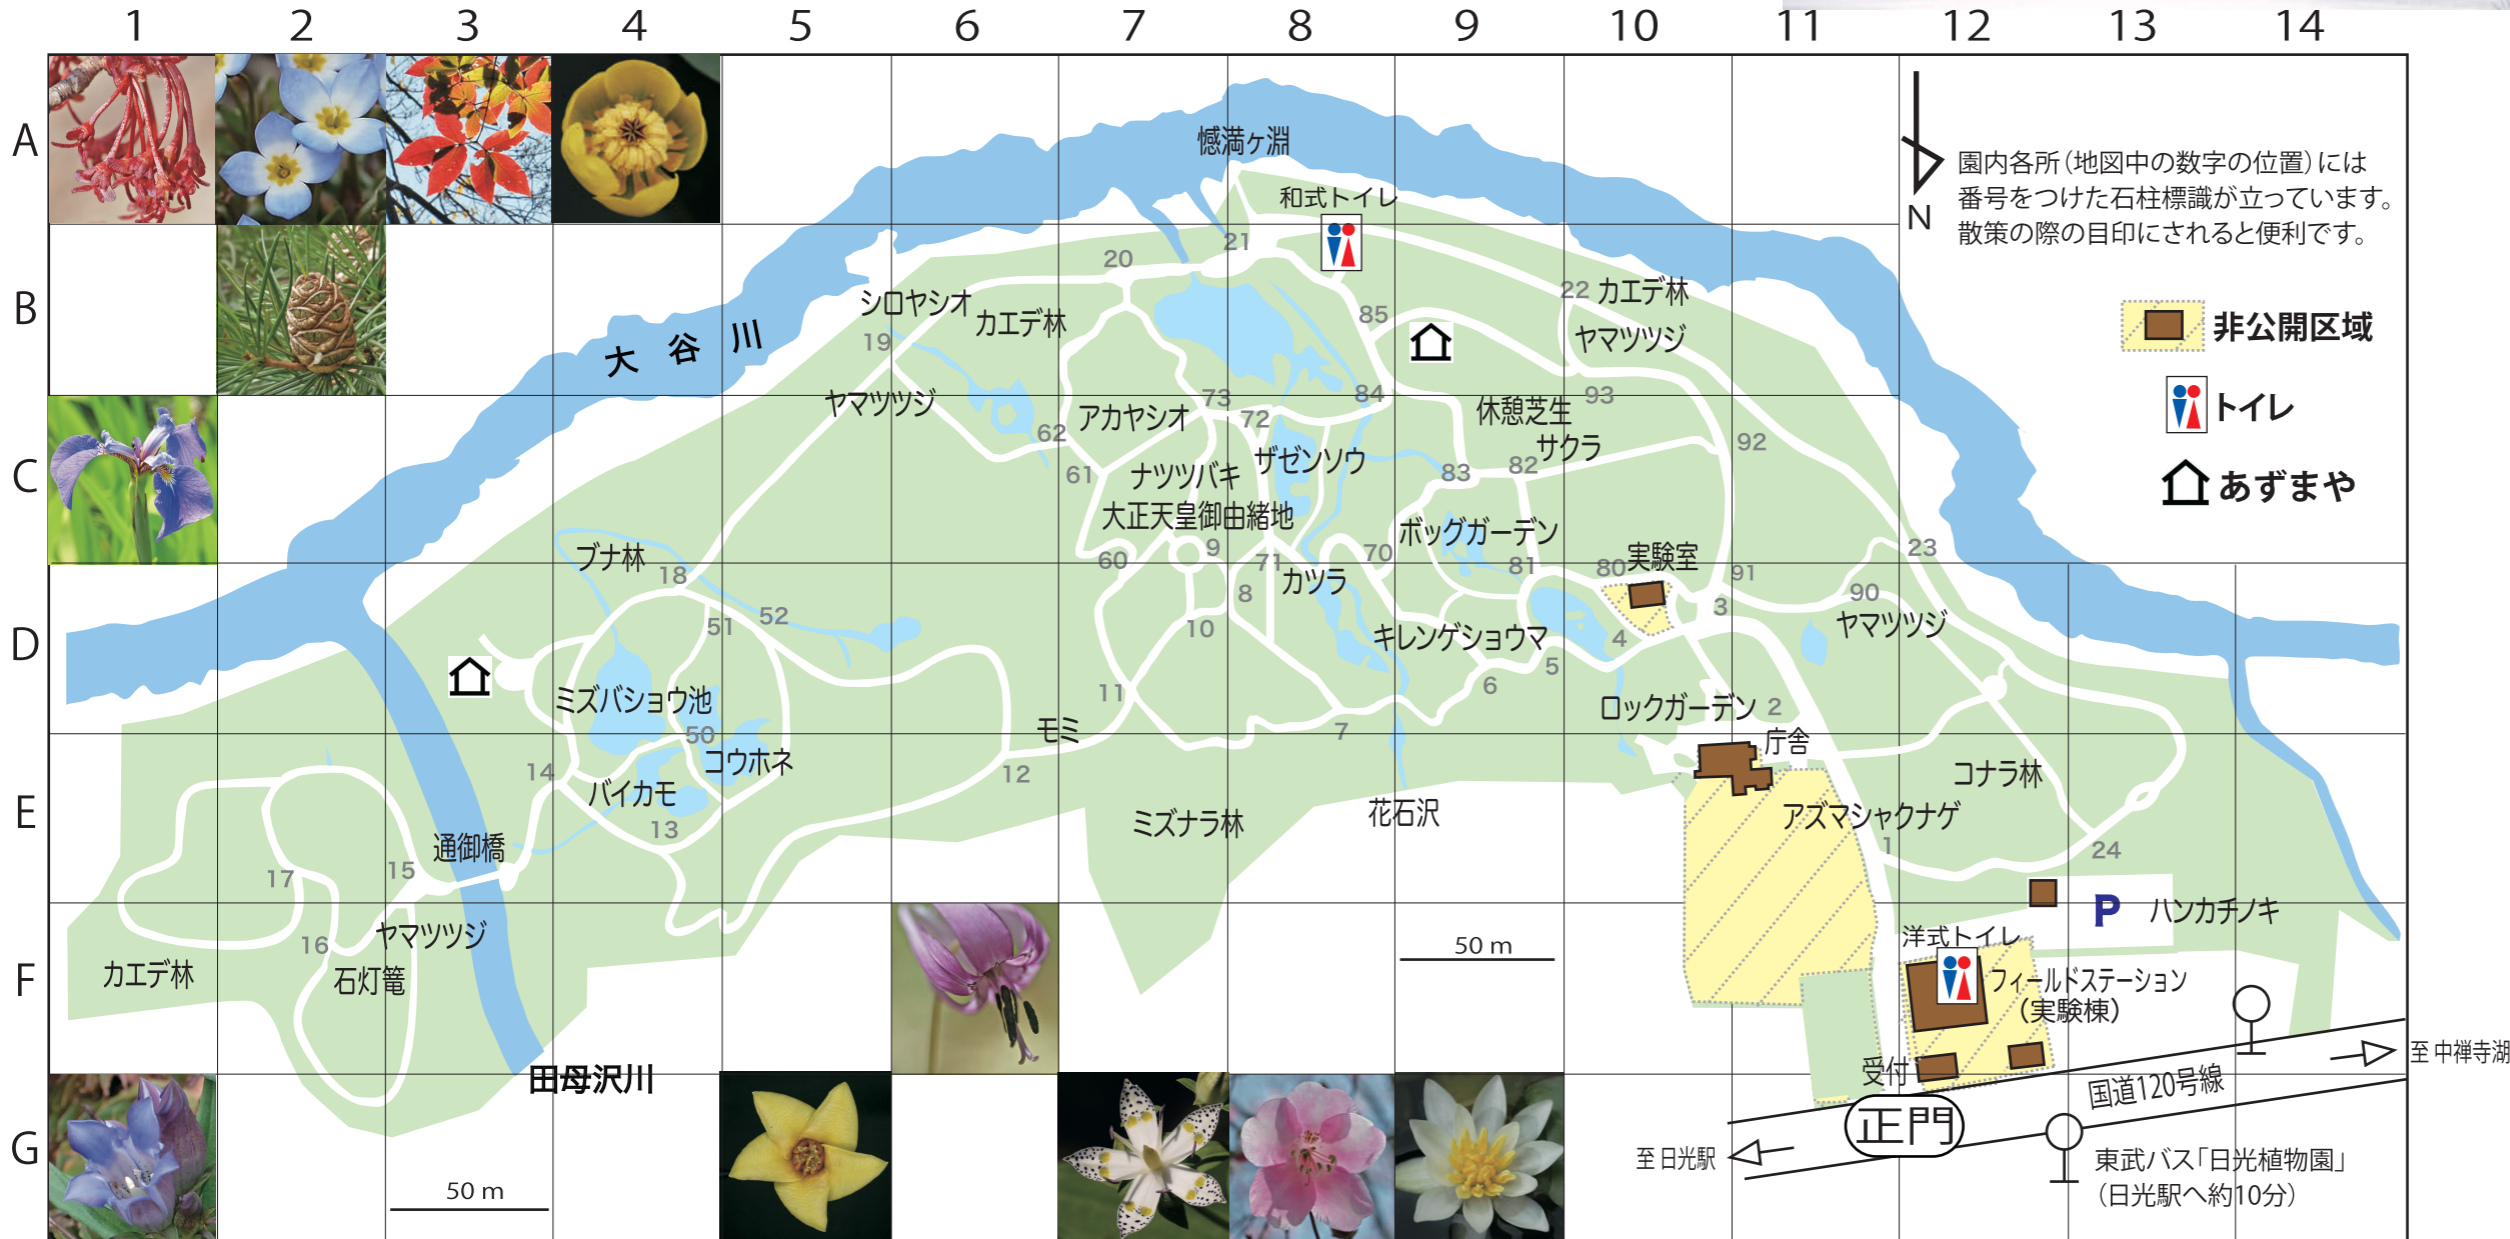 1 2 3 4 5 6 7 8 9 10 11 12 13 14
A
B
C
D
E
F
G
憾満ヶ淵
和式トイレ
園内各所（地図中の数字の位置）には
番号をつけた石柱標識が立っています。
散策の際の目印にされると便利です。
N
20
21
22 カエデ林
シロヤシオ
カエデ林
19
85
ヤマツツジ
非公開区域
大谷川
ヤマツツジ
73
72
84
93
トイレ
アカヤシオ
休憩芝生
62
サクラ
92
61
ナツツバキ
ザゼンソウ
83
82
あずまや
大正天皇御由緒地
ボッグガーデン
ブナ林
60
9
71
70
81
80
実験室
23
18
カツラ
91
90
8
3
52
51
10
キレンゲショウマ
4
ヤマツツジ
5
6
ミズバショウ池
11
ロックガーデン
2
モミ
7
50
コウホネ
庁舎
14
12
コナラ林
バイカモ
13
ミズナラ林
花石沢
アズマシャクナゲ
通御橋
1
24
15
17
P
ハンカチノキ
ヤマツツジ
16
50 m
洋式トイレ
カエデ林
石灯篭
フィールドステーション
（実験棟）
田母沢川
受付
至 中禅寺湖
国道120号線
正門
至 日光駅
東武バス「日光植物園」
（日光駅へ約10分）
50 m